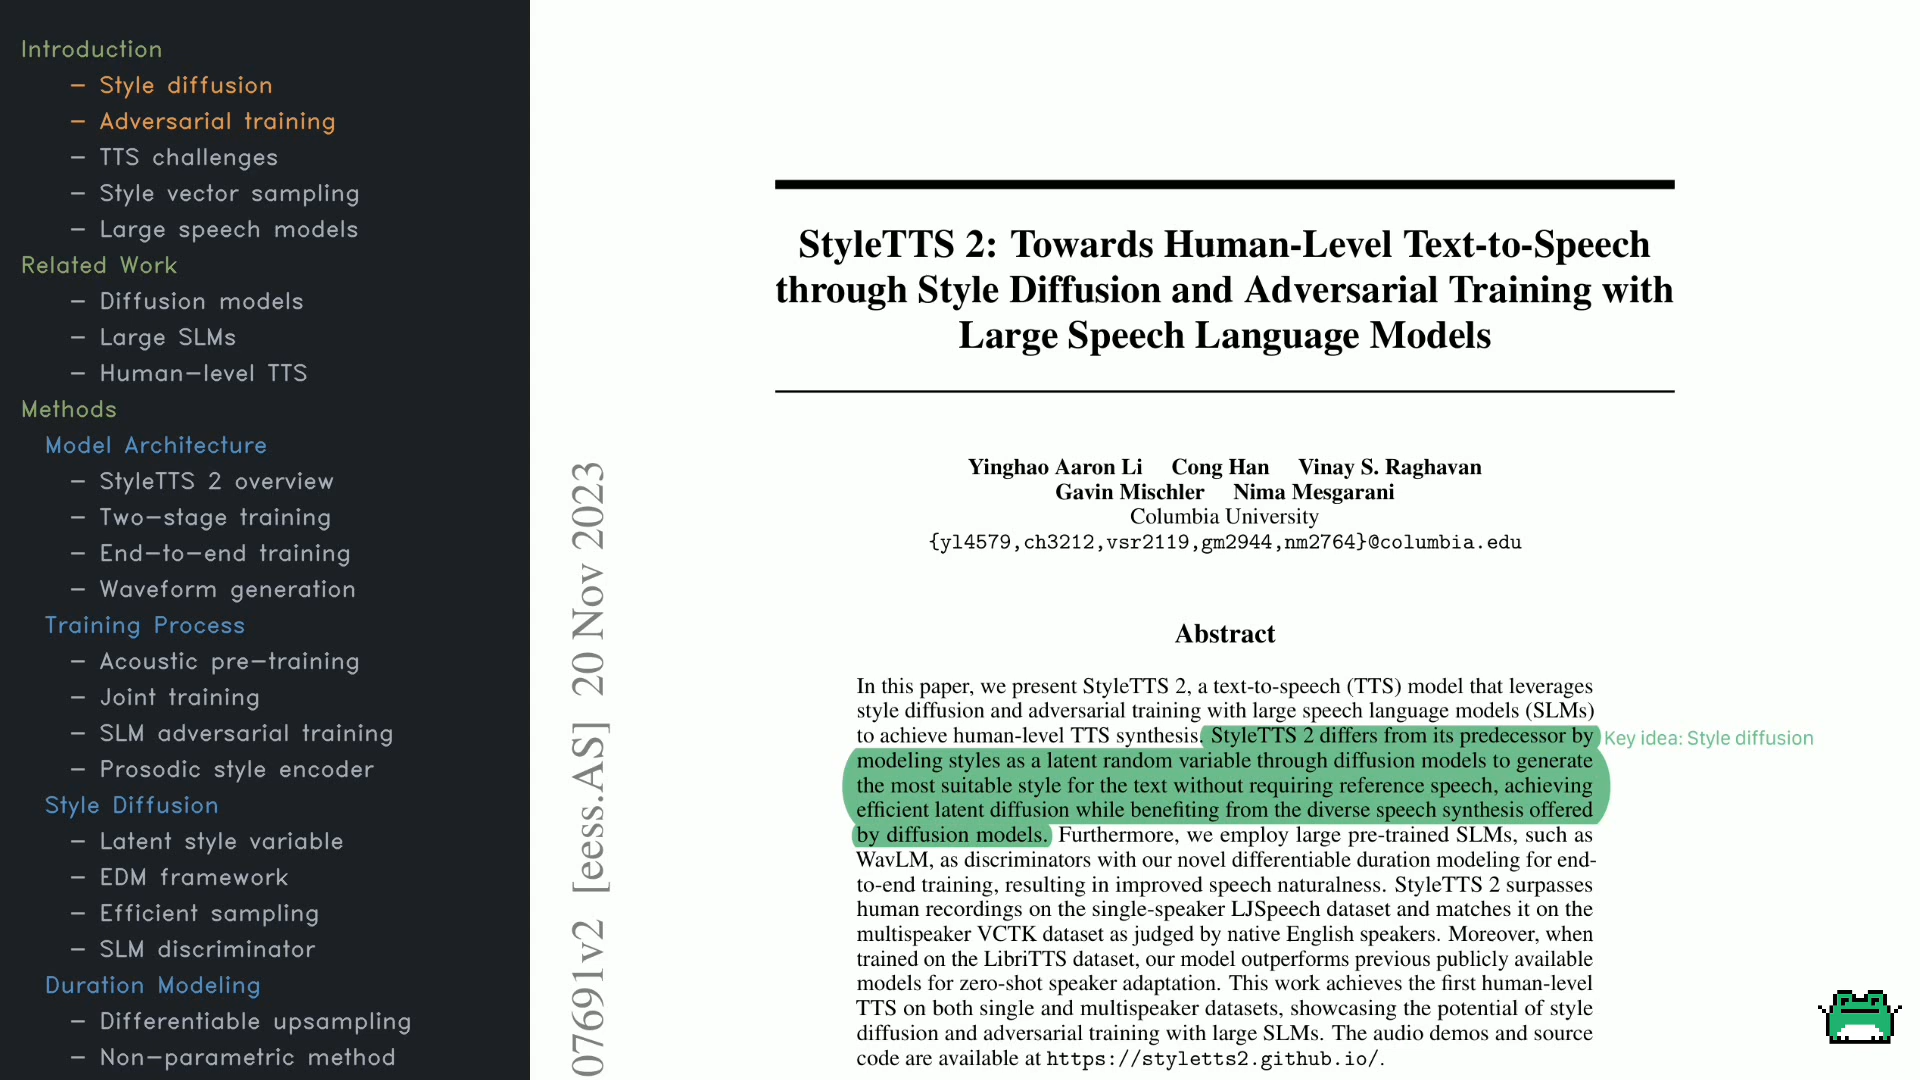 Introduction
– Style diffusion
– Adversarial training
– TTS challenges
– Style vector sampling
– Large speech models
Related Work
– Diffusion models
– Large SLMs
– Human-level TTS
Methods
Model Architecture
– StyleTTS 2 overview
– Two-stage training
– End-to-end training
– Waveform generation
Training Process
– Acoustic pre-training
– Joint training
– SLM adversarial training
– Prosodic style encoder
Style Diffusion
– Latent style variable
– EDM framework
– Efficient sampling
– SLM discriminator
Duration Modeling
– Differentiable upsampling
– Non-parametric method
07691v2 [eess.AS] 20 Nov 2023
StyleTTS 2: Towards Human-Level Text-to-Speech
through Style Diffusion and Adversarial Training with
Large Speech Language Models
Yinghao Aaron Li Cong Han Vinay S. Raghavan
Gavin Mischler Nima Mesgarani
Columbia University
{yl4579,ch3212,vsr2119,gm2944,nm2764}@columbia.edu
Abstract
In this paper, we present StyleTTS 2, a text-to-speech (TTS) model that leverages
style diffusion and adversarial training with large speech language models (SLMs)
to achieve human-level TTS synthesis. StyleTTS 2 differs from its predecessor by
modeling styles as a latent random variable through diffusion models to generate
the most suitable style for the text without requiring reference speech, achieving
efficient latent diffusion while benefiting from the diverse speech synthesis offered
by diffusion models. Furthermore, we employ large pre-trained SLMs, such as
WavLM, as discriminators with our novel differentiable duration modeling for end-
to-end training, resulting in improved speech naturalness. StyleTTS 2 surpasses
human recordings on the single-speaker LJSpeech dataset and matches it on the
multispeaker VCTK dataset as judged by native English speakers. Moreover, when
trained on the LibriTTS dataset, our model outperforms previous publicly available
models for zero-shot speaker adaptation. This work achieves the first human-level
TTS on both single and multispeaker datasets, showcasing the potential of style
diffusion and adversarial training with large SLMs. The audio demos and source
code are available at https://styletts2.github.io/.
Key idea: Style diffusion